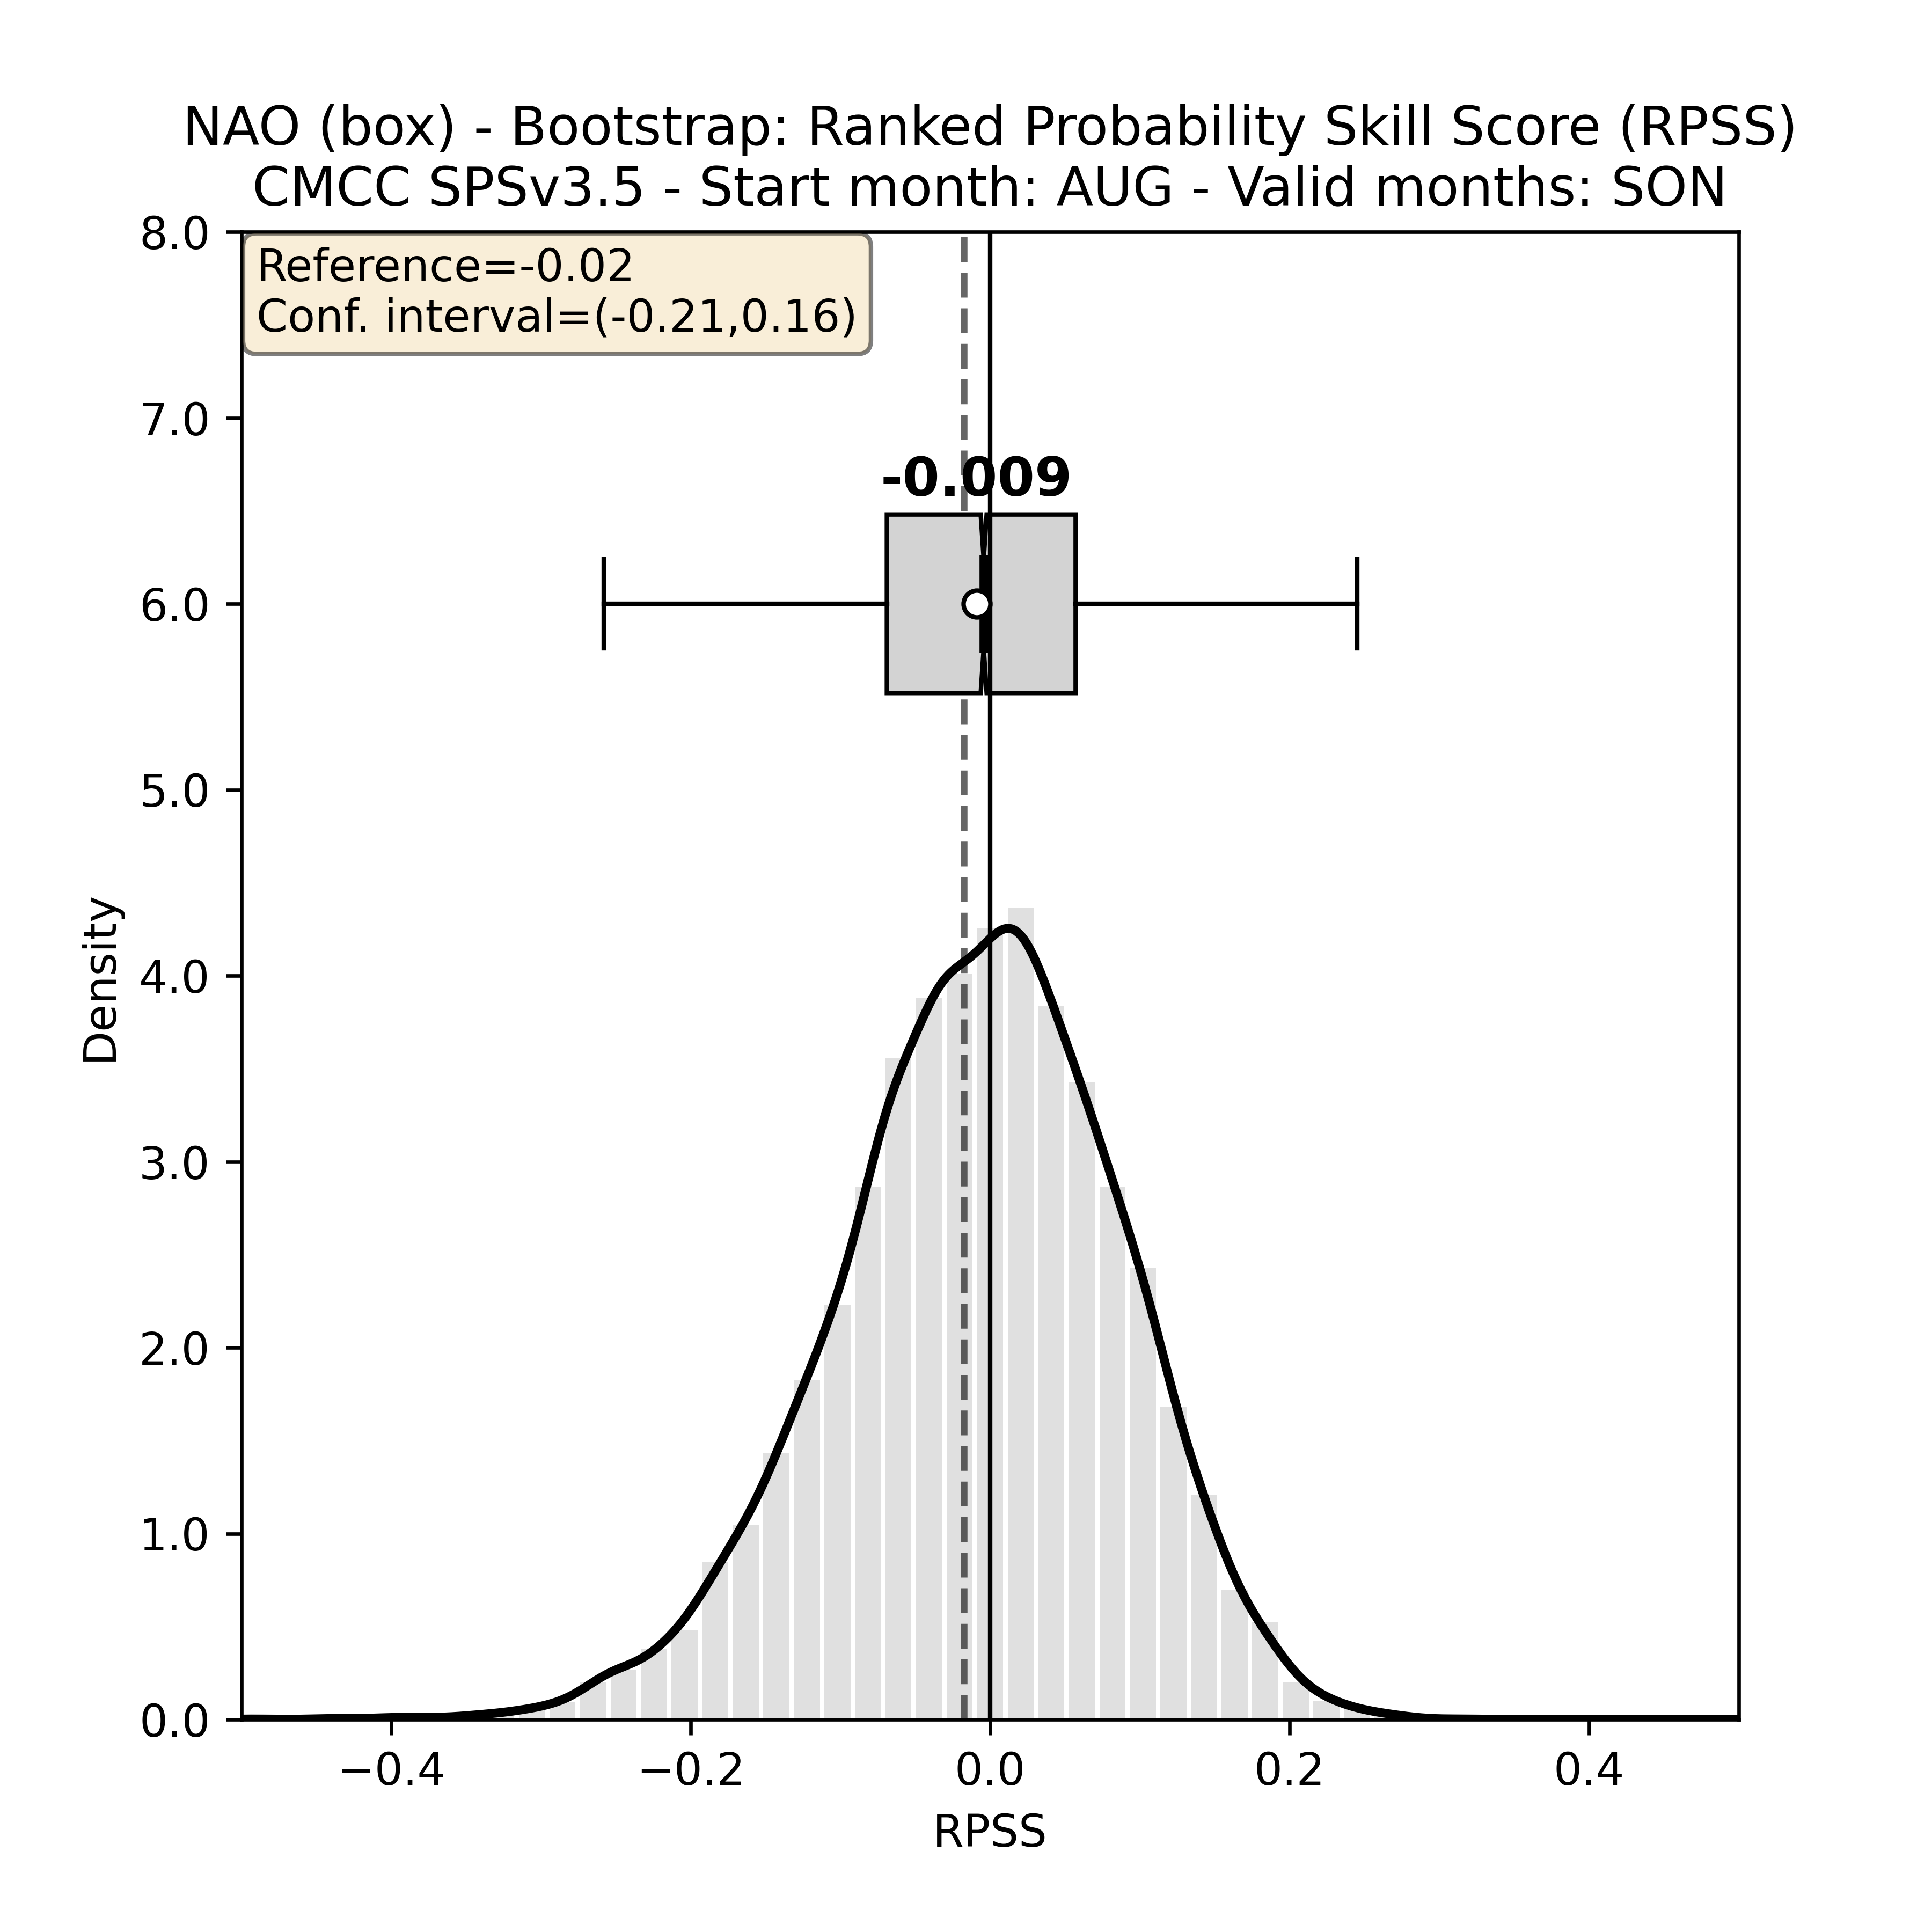 NAO (box) - Bootstrap: Ranked Probability Skill Score (RPSS)
CMCC SPSv3.5 - Start month: AUG - Valid months: SON
8.0
Reference=-0.02
Conf. interval=(-0.21,0.16)
7.0
-0.009
6.0
5.0
Density
4.0
3.0
2.0
1.0
0.0
−0.4 −0.2 0.0 0.2 0.4
RPSS